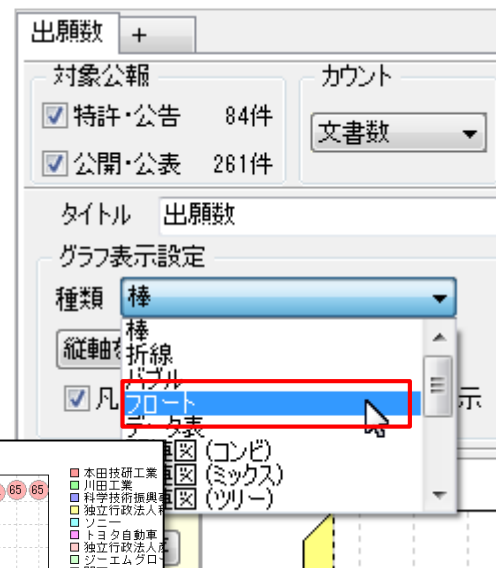 出願数 +
対象公報
カウント
特許・公告 84件
文書数
公開・公表 261件
タイトル 出願数
グラフ表示設定
種類 棒
縦軸
棒
折線
バブル
凡
フロート
示
データ表
図 (コンビ)
図 (ミックス)
図 (ツリー)
65 65
本田技研工業
川田工業
科学技術振興
独立行政法人
ソニー
トヨタ自動車
独立行政法人産
ジーエムグロー